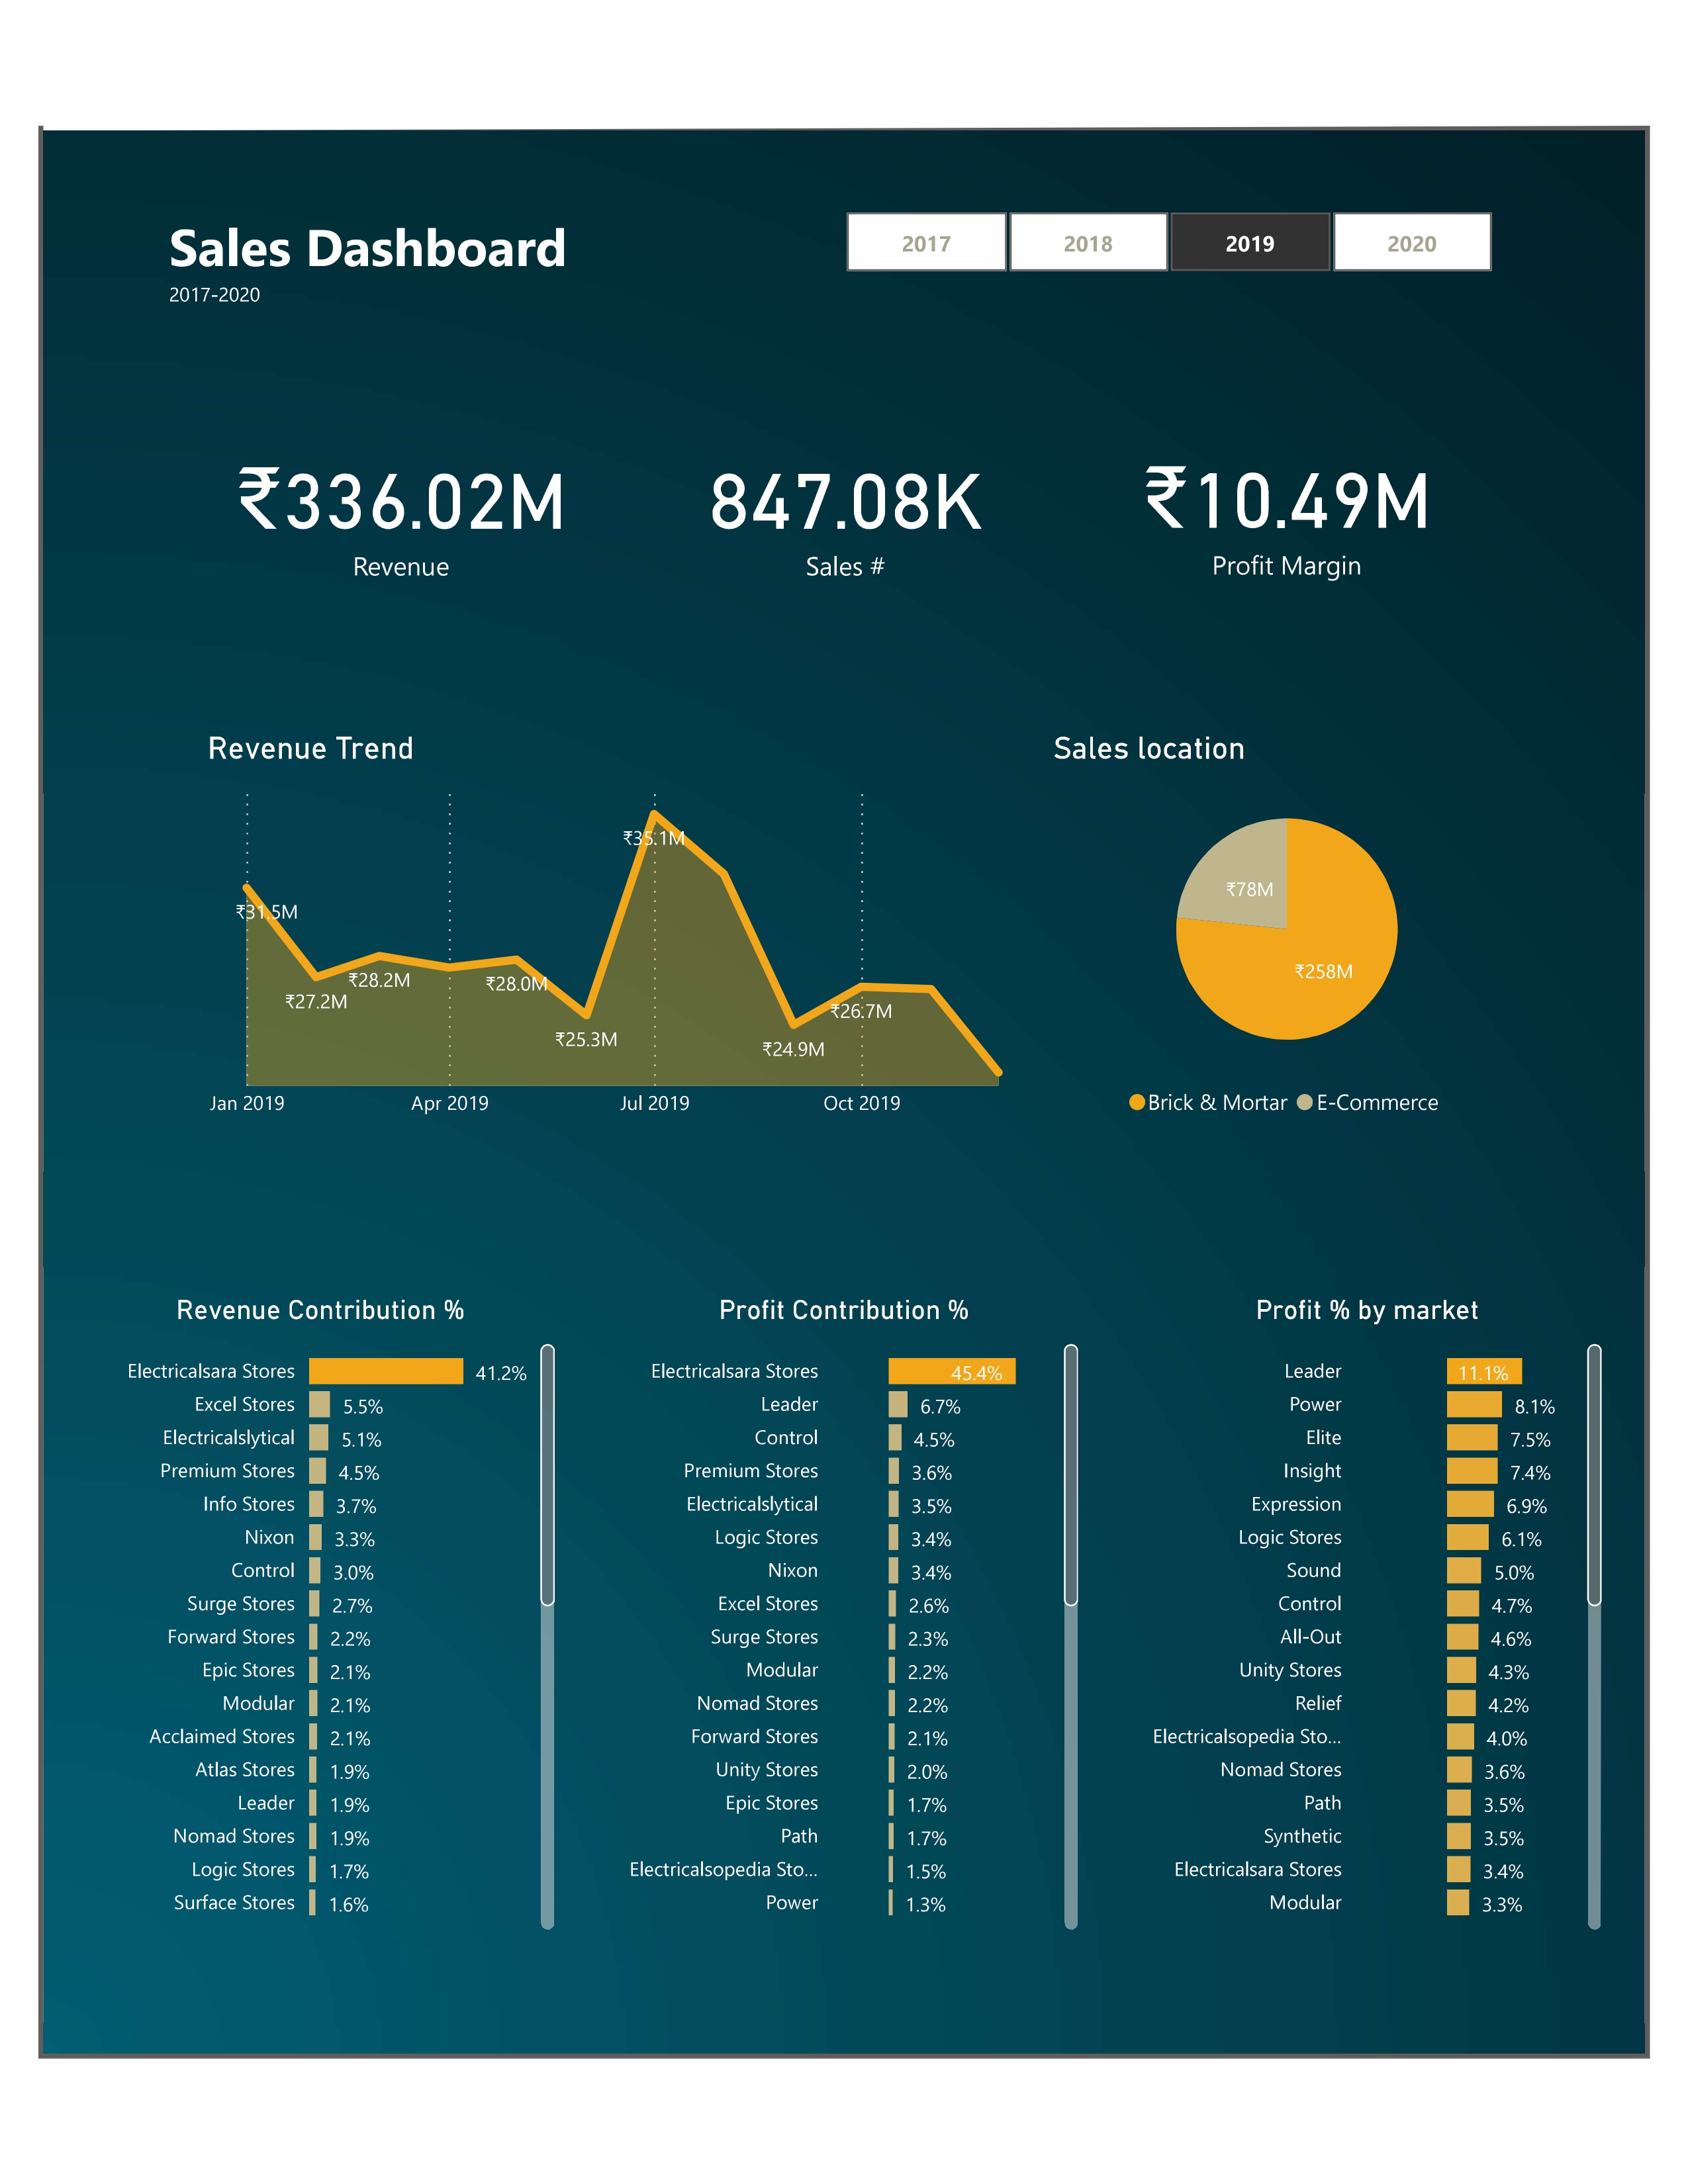 Sales Dashboard
2017-2020
2017 2018 2019 2020
₹336.02M
Revenue
847.08K
Sales #
₹10.49M
Profit Margin
Revenue Trend
₹31.5M
₹27.2M
₹28.2M
₹28.0M
₹25.3M
₹35.1M
₹24.9M
₹26.7M
Jan 2019 Apr 2019 Jul 2019 Oct 2019
Sales location
₹78M
₹258M
Brick & Mortar E-Commerce
Revenue Contribution %
Electricalsara Stores 41.2%
Excel Stores 5.5%
Electricalslytical 5.1%
Premium Stores 4.5%
Info Stores 3.7%
Nixon 3.3%
Control 3.0%
Surge Stores 2.7%
Forward Stores 2.2%
Epic Stores 2.1%
Modular 2.1%
Acclaimed Stores 2.1%
Atlas Stores 1.9%
Leader 1.9%
Nomad Stores 1.9%
Logic Stores 1.7%
Surface Stores 1.6%
Profit Contribution %
Electricalsara Stores 45.4%
Leader 6.7%
Control 4.5%
Premium Stores 3.6%
Electricalslytical 3.5%
Logic Stores 3.4%
Nixon 3.4%
Excel Stores 2.6%
Surge Stores 2.3%
Modular 2.2%
Nomad Stores 2.2%
Forward Stores 2.1%
Unity Stores 2.0%
Epic Stores 1.7%
Path 1.7%
Electricalsopedia Sto... 1.5%
Power 1.3%
Profit % by market
Leader 11.1%
Power 8.1%
Elite 7.5%
Insight 7.4%
Expression 6.9%
Logic Stores 6.1%
Sound 5.0%
Control 4.7%
All-Out 4.6%
Unity Stores 4.3%
Relief 4.2%
Electricalsopedia Sto... 4.0%
Nomad Stores 3.6%
Path 3.5%
Synthetic 3.5%
Electricalsara Stores 3.4%
Modular 3.3%